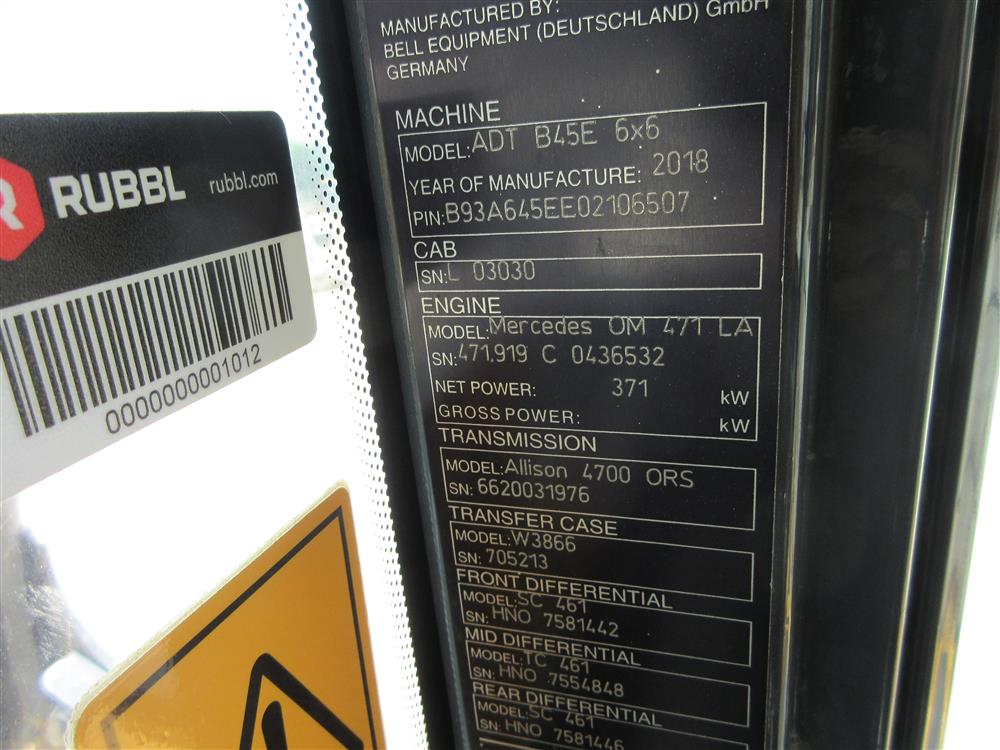 MANUFACTURED BY:
BELL EQUIPMENT (DEUTSCHLAND) GmbH
GERMANY
MACHINE
MODEL: ADT B45E 6x6
YEAR OF MANUFACTURE: 2018
PIN: B93A645EE02106507
CAB
SN: L 03030
ENGINE
MODEL: Mercedes OM 471 LA
SN: 471.919 C 0436532
NET POWER: 371 kW
GROSS POWER: kW
TRANSMISSION
MODEL: Allison 4700 ORS
SN: 6620031976
TRANSFER CASE
MODEL: W3866
SN: 705213
FRONT DIFFERENTIAL
MODEL: SC 461
SN: HNO 7581442
MID DIFFERENTIAL
MODEL: TC 461
SN: HNO 7554848
REAR DIFFERENTIAL
MODEL: SC 461
SN: HNO 7581446
R RUBBL rubbl.com
0000000001012